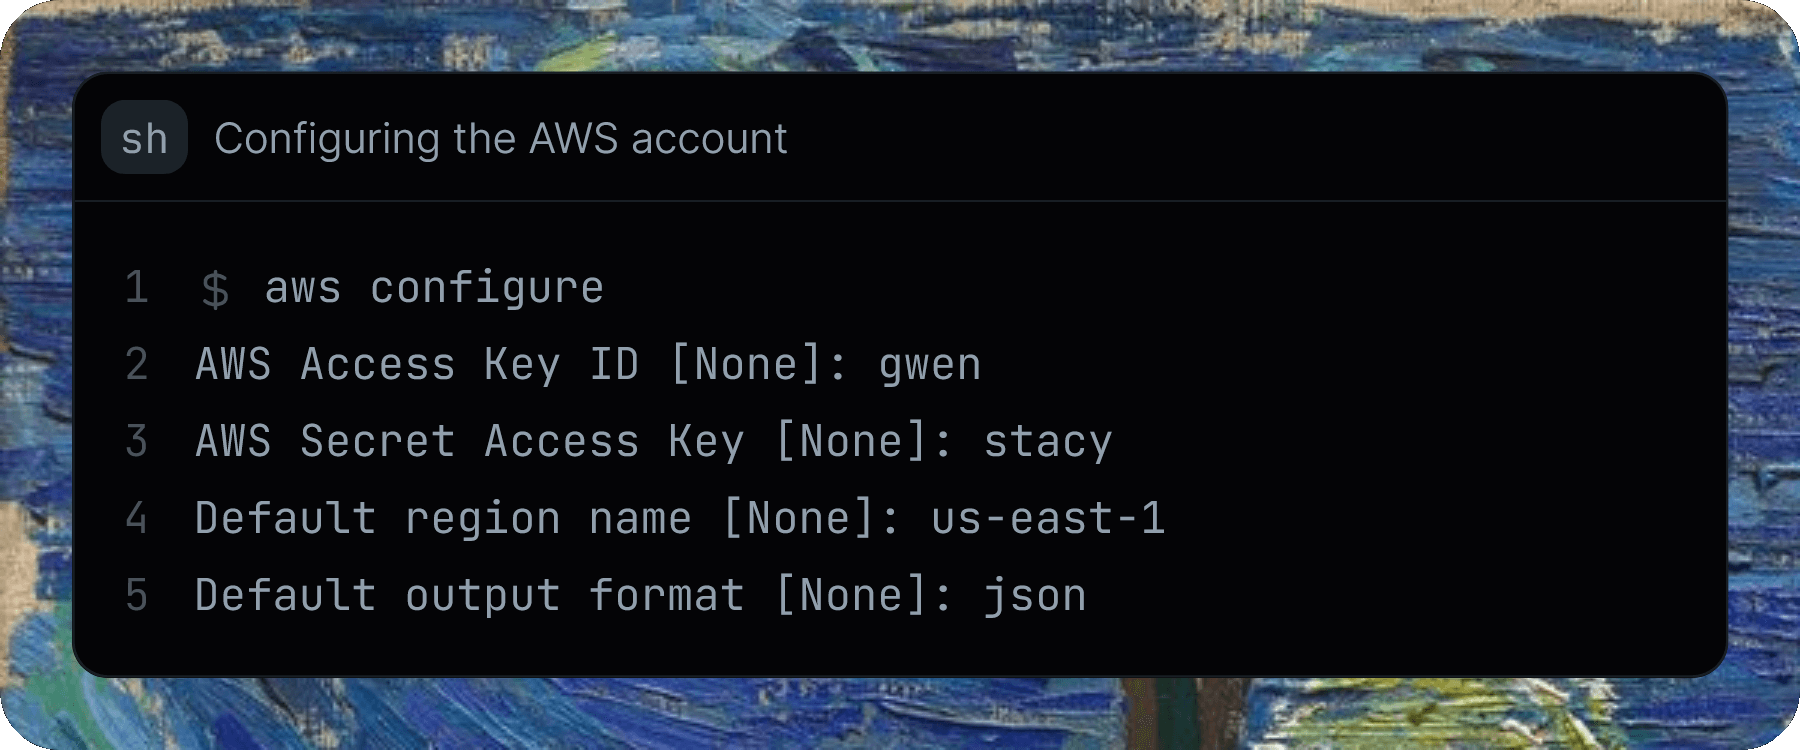 sh Configuring the AWS account
1 $ aws configure
2 AWS Access Key ID [None]: gwen
3 AWS Secret Access Key [None]: stacy
4 Default region name [None]: us-east-1
5 Default output format [None]: json